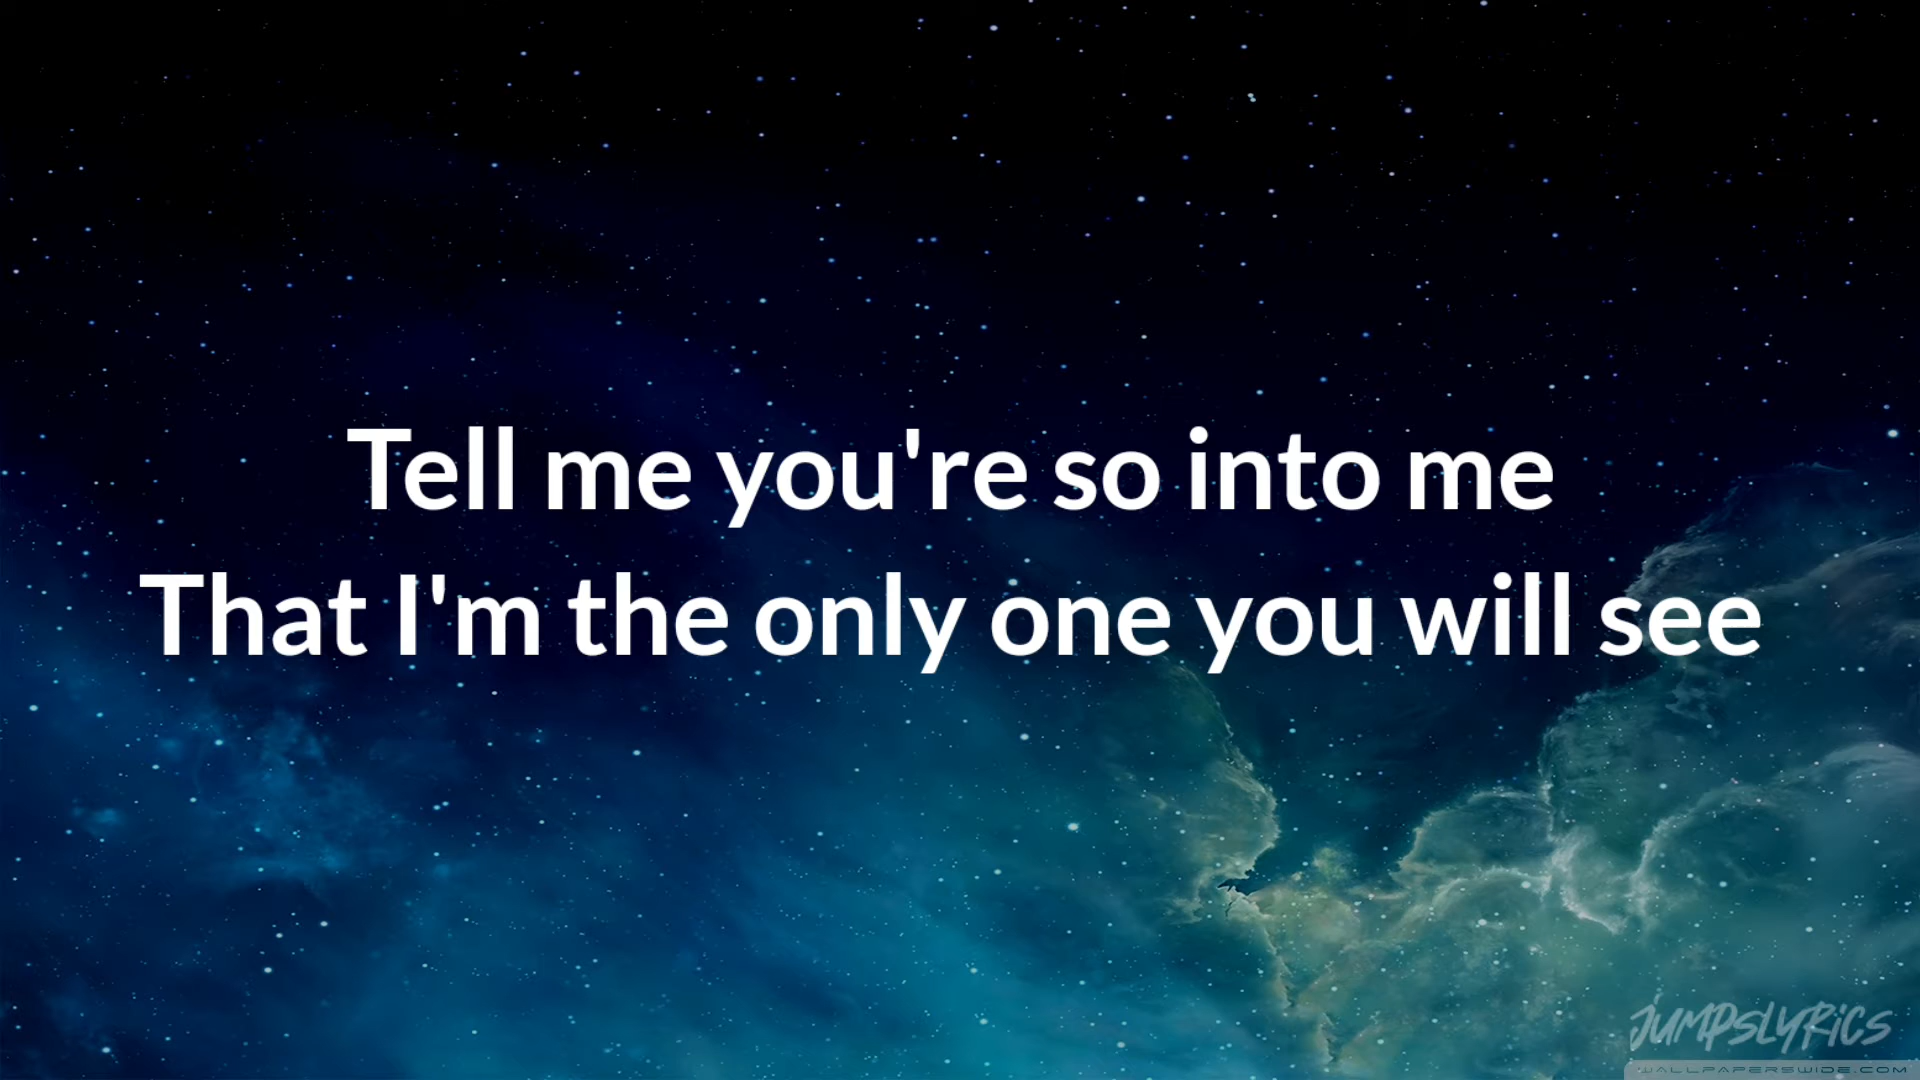 Tell me you're so into me
That I'm the only one you will see
JUMPSLYRiCS
WALLPAPERSWIDE.COM